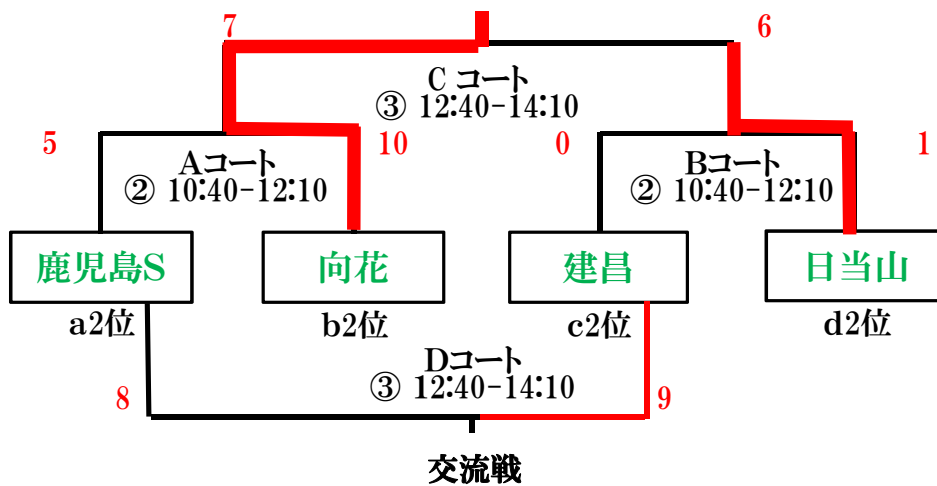 7 6
C コート
③ 12:40-14:10
5 10 0 1
Aコート Bコート
② 10:40-12:10 ② 10:40-12:10
鹿児島S 向花 建昌 日当山
a2位 b2位 c2位 d2位
Dコート
③ 12:40-14:10
8 9
交流戦